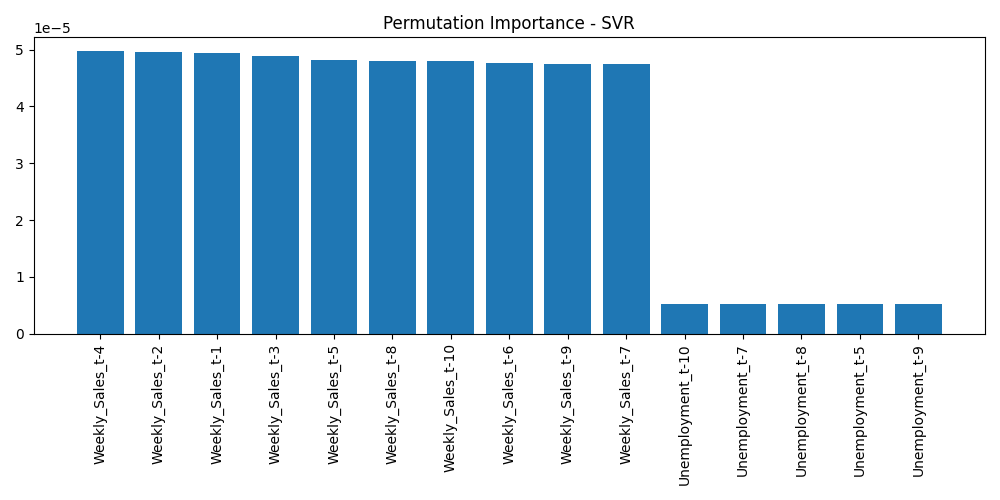 Permutation Importance - SVR
1e−5
5
4
3
2
1
0
Weekly_Sales_t-4
Weekly_Sales_t-2
Weekly_Sales_t-1
Weekly_Sales_t-3
Weekly_Sales_t-5
Weekly_Sales_t-8
Weekly_Sales_t-10
Weekly_Sales_t-6
Weekly_Sales_t-9
Weekly_Sales_t-7
Unemployment_t-10
Unemployment_t-7
Unemployment_t-8
Unemployment_t-5
Unemployment_t-9